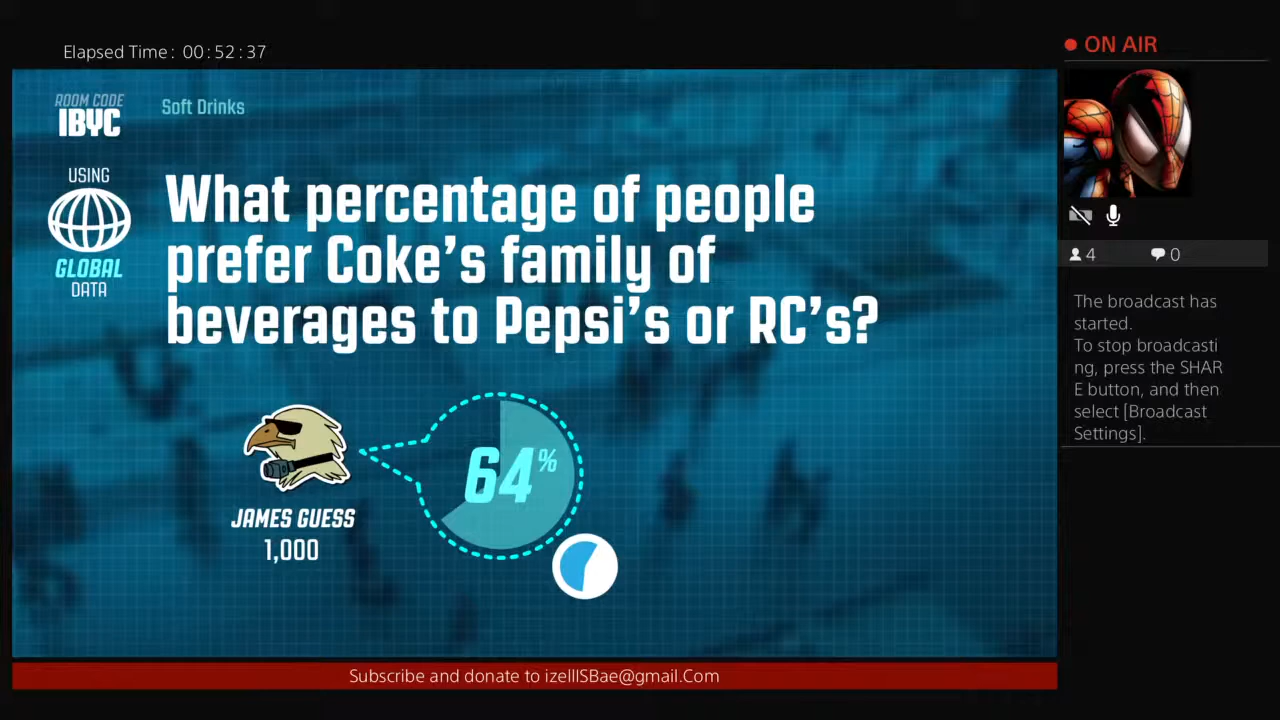 Elapsed Time: 00:52:37
ON AIR
ROOM CODE
IBYC
Soft Drinks
USING
GLOBAL
DATA
What percentage of people
prefer Coke's family of
beverages to Pepsi's or RC's?
64%
JAMES GUESS
1,000
4
0
The broadcast has
started.
To stop broadcasti
ng, press the SHAR
E button, and then
select [Broadcast
Settings].
Subscribe and donate to izellISBae@gmail.Com